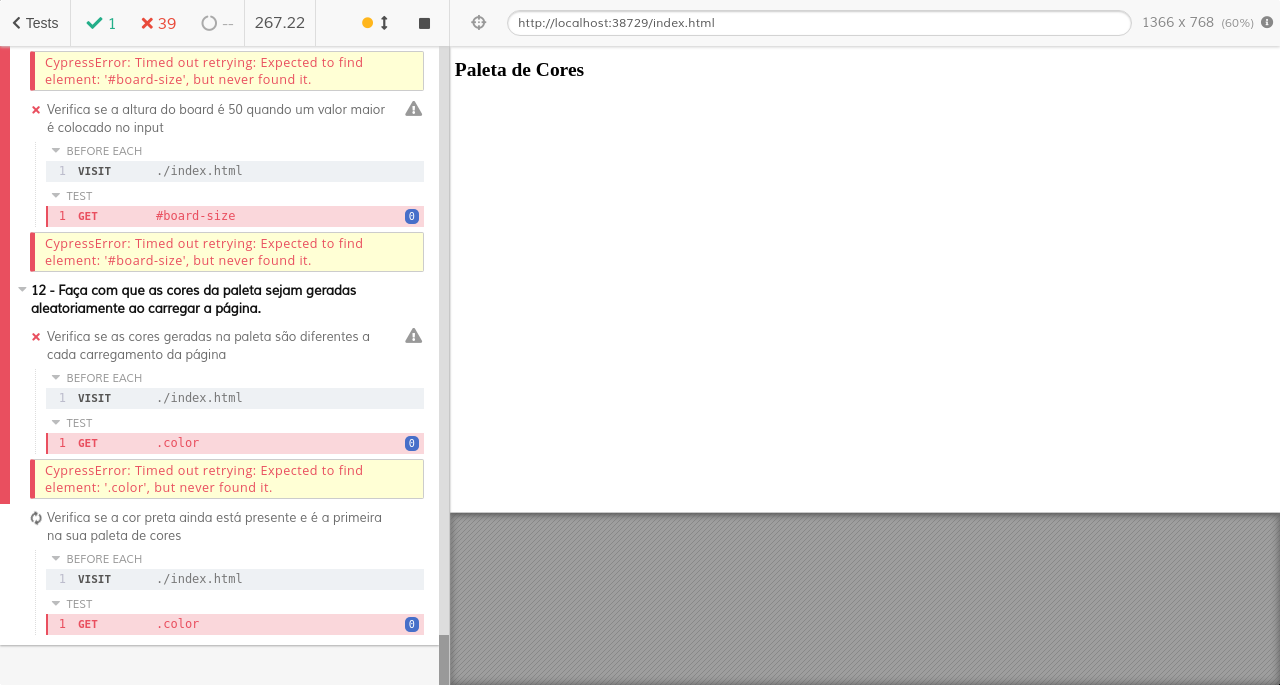 Tests 1 39 -- 267.22 http://localhost:38729/index.html 1366 x 768 (60%)
CypressError: Timed out retrying: Expected to find
element: '#board-size', but never found it.
Verifica se a altura do board é 50 quando um valor maior
é colocado no input
BEFORE EACH
1 VISIT ./index.html
TEST
1 GET #board-size 0
CypressError: Timed out retrying: Expected to find
element: '#board-size', but never found it.
12 - Faça com que as cores da paleta sejam geradas
aleatoriamente ao carregar a página.
Verifica se as cores geradas na paleta são diferentes a
cada carregamento da página
BEFORE EACH
1 VISIT ./index.html
TEST
1 GET .color 0
CypressError: Timed out retrying: Expected to find
element: '.color', but never found it.
Verifica se a cor preta ainda está presente e é a primeira
na sua paleta de cores
BEFORE EACH
1 VISIT ./index.html
TEST
1 GET .color 0
Paleta de Cores